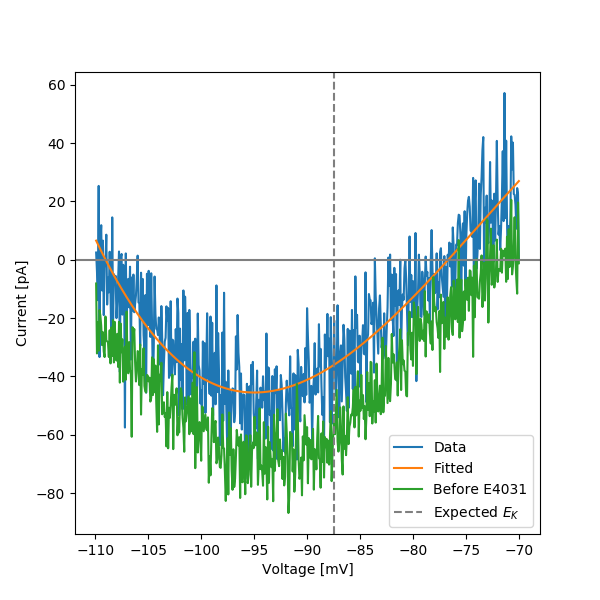 60
40
20
0
−20
−40
−60
−80
Current [pA]
Data
Fitted
Before E4031
Expected E_K
−110
−105
−100
−95
−90
−85
−80
−75
−70
Voltage [mV]